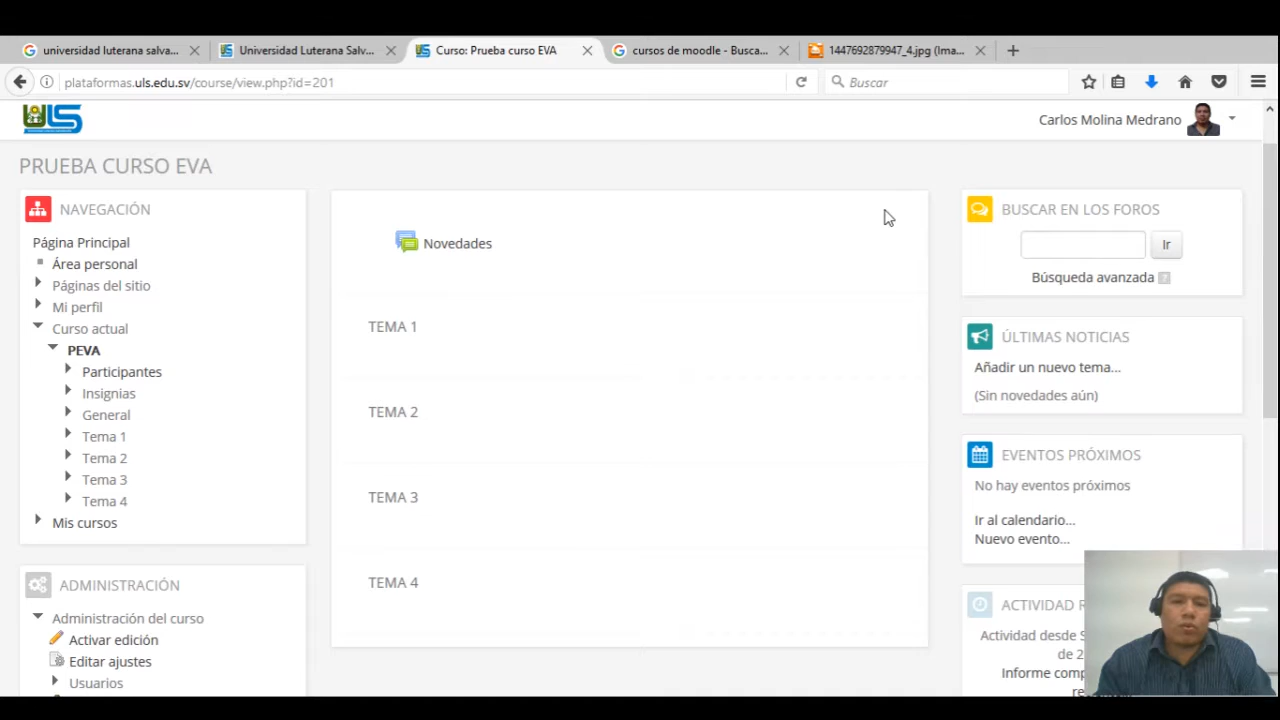 universidad luterana salva...
Universidad Luterana Salv...
Curso: Prueba curso EVA
cursos de moodle - Busca...
1447692879947_4.jpg (Ima...
plataformas.uls.edu.sv/course/view.php?id=201
Buscar
ULS
Carlos Molina Medrano
PRUEBA CURSO EVA
NAVEGACIÓN
Página Principal
Área personal
Páginas del sitio
Mi perfil
Curso actual
PEVA
Participantes
Insignias
General
Tema 1
Tema 2
Tema 3
Tema 4
Mis cursos
ADMINISTRACIÓN
Administración del curso
Activar edición
Editar ajustes
Usuarios
Novedades
TEMA 1
TEMA 2
TEMA 3
TEMA 4
BUSCAR EN LOS FOROS
Ir
Búsqueda avanzada ?
ÚLTIMAS NOTICIAS
Añadir un nuevo tema...
(Sin novedades aún)
EVENTOS PRÓXIMOS
No hay eventos próximos
Ir al calendario...
Nuevo evento...
ACTIVIDAD R
Actividad desde S
de 2
Informe comp
re